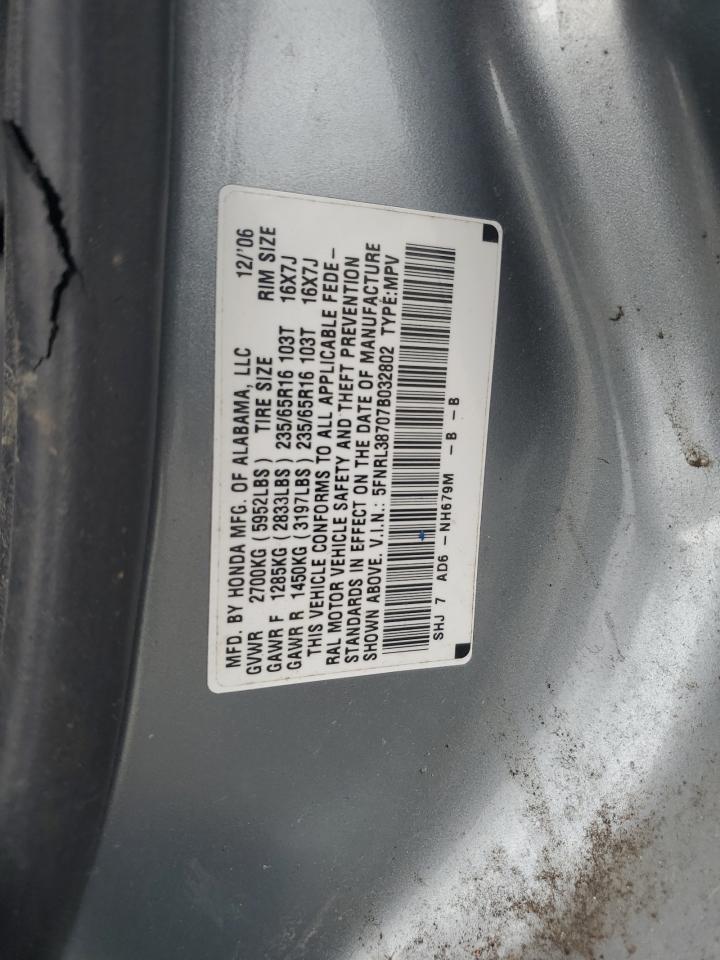 MFD. BY HONDA MFG. OF ALABAMA, LLC 12/'06
GVWR 2700KG (5952LBS) TIRE SIZE RIM SIZE
GAWR F 1285KG (2833LBS) 235/65R16 103T 16X7J
GAWR R 1450KG (3197LBS) 235/65R16 103T 16X7J
THIS VEHICLE CONFORMS TO ALL APPLICABLE FEDE-
RAL MOTOR VEHICLE SAFETY AND THEFT PREVENTION
STANDARDS IN EFFECT ON THE DATE OF MANUFACTURE
SHOWN ABOVE. V.I.N.: 5FNRL38707B032802 TYPE:MPV
SHJ 7 AD6 -NH679M -B -B